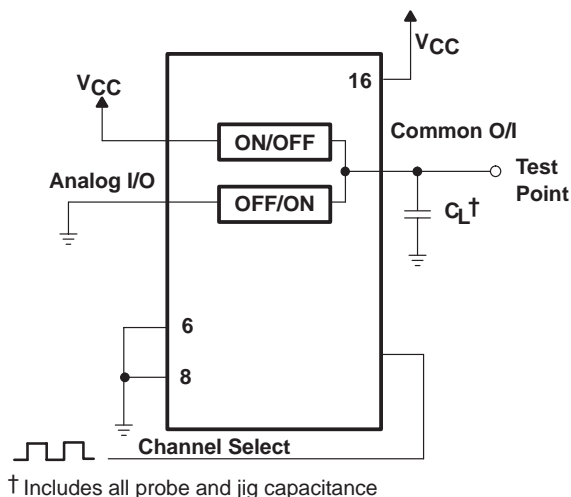 VCC
16
VCC
ON/OFF
Common O/I
Test
Point
Analog I/O
OFF/ON
CL†
6
8
Channel Select
† Includes all probe and jig capacitance